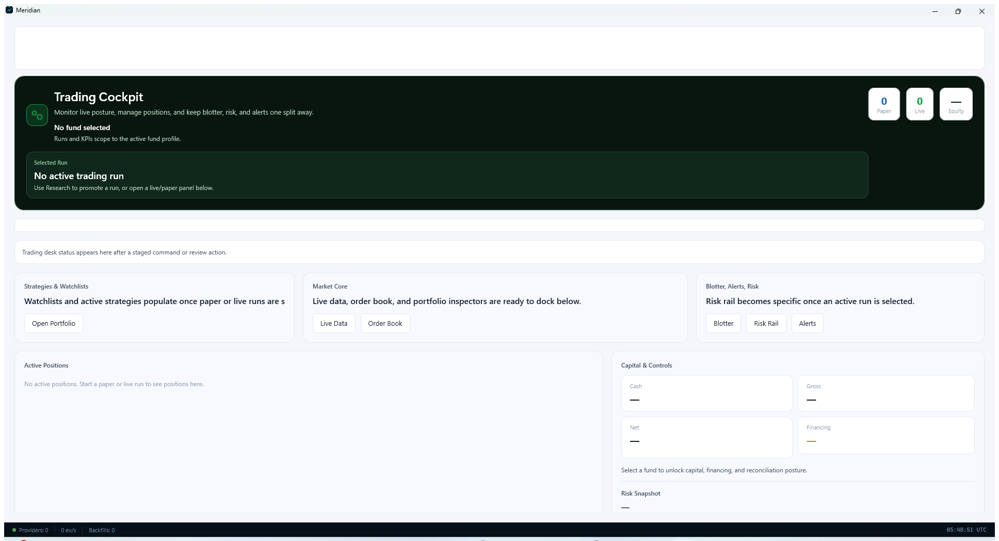 Meridian
Trading Cockpit
Monitor live posture, manage positions, and keep blotter, risk, and alerts one split away.
No fund selected
Runs and KPIs scope to the active fund profile.
0
Paper
0
Live
—
Equity
Selected Run
No active trading run
Use Research to promote a run, or open a live/paper panel below.
Trading desk status appears here after a staged command or review action.
Strategies & Watchlists
Watchlists and active strategies populate once paper or live runs are s
Open Portfolio
Market Core
Live data, order book, and portfolio inspectors are ready to dock below.
Live Data
Order Book
Blotter, Alerts, Risk
Risk rail becomes specific once an active run is selected.
Blotter
Risk Rail
Alerts
Active Positions
No active positions. Start a paper or live run to see positions here.
Capital & Controls
Cash
—
Gross
—
Net
—
Financing
—
Select a fund to unlock capital, financing, and reconciliation posture.
Risk Snapshot
—
Providers: 0
0 ev/s
Backfills: 0
05:48:51 UTC